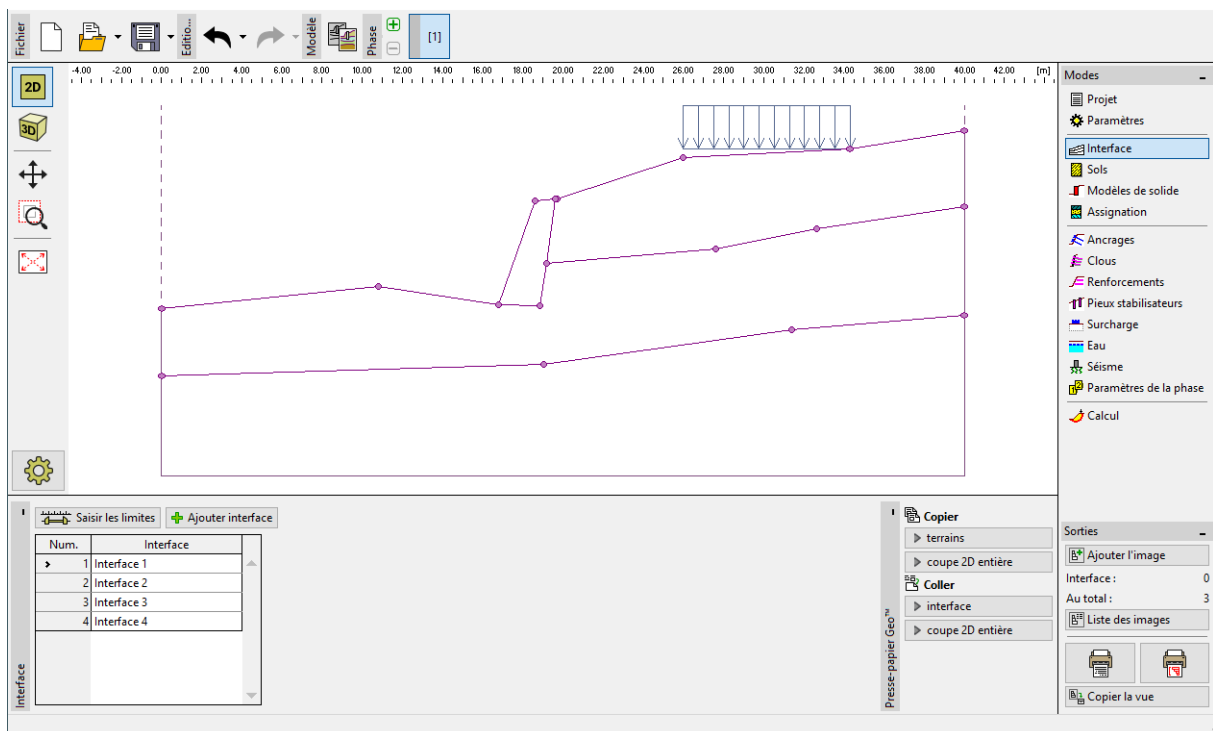 Fichier
Editio...
Modèle
Phase
[1]
2D
3D
-4.00 -2.00 0.00 2.00 4.00 6.00 8.00 10.00 12.00 14.00 16.00 18.00 20.00 22.00 24.00 26.00 28.00 30.00 32.00 34.00 36.00 38.00 40.00 42.00 [m]
Modes
Projet
Paramètres
Interface
Sols
Modèles de solide
Assignation
Ancrages
Clous
Renforcements
Pieux stabilisateurs
Surcharge
Eau
Séisme
Paramètres de la phase
Calcul
Interface
Saisir les limites
Ajouter interface
Num. Interface
1 Interface 1
2 Interface 2
3 Interface 3
4 Interface 4
Presse-papier Geo™
Copier
terrains
coupe 2D entière
Coller
interface
coupe 2D entière
Sorties
Ajouter l'image
Interface : 0
Au total : 3
Liste des images
Copier la vue